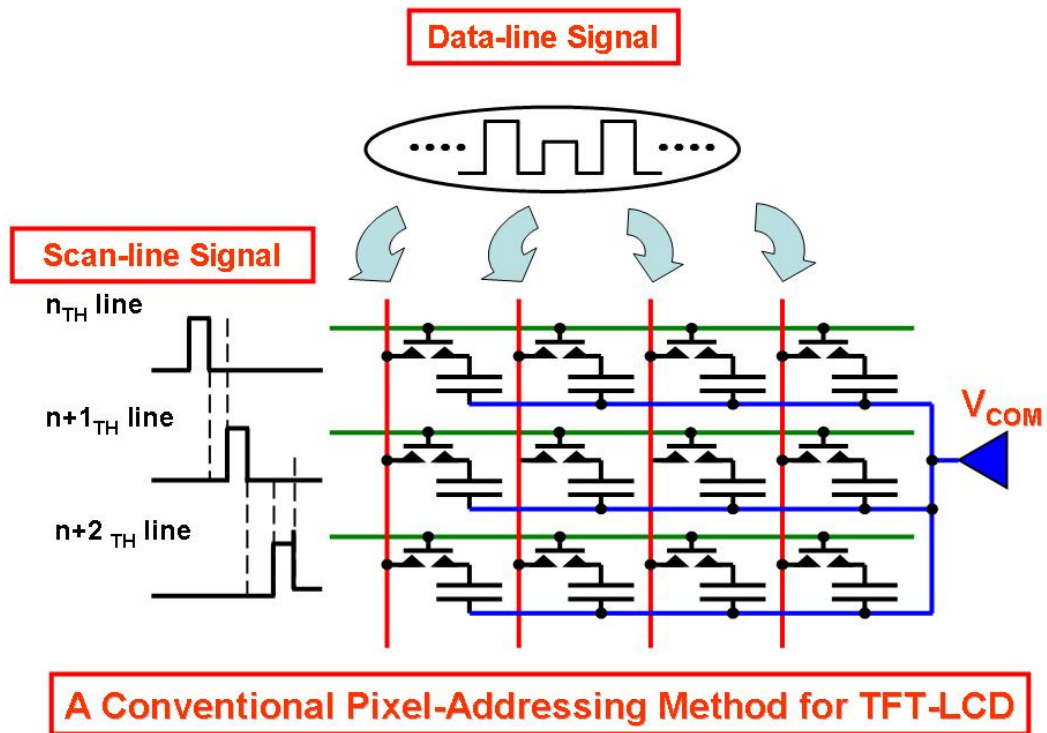 Data-line Signal
Scan-line Signal
nTH line
n+1TH line
n+2 TH line
VCOM
A Conventional Pixel-Addressing Method for TFT-LCD